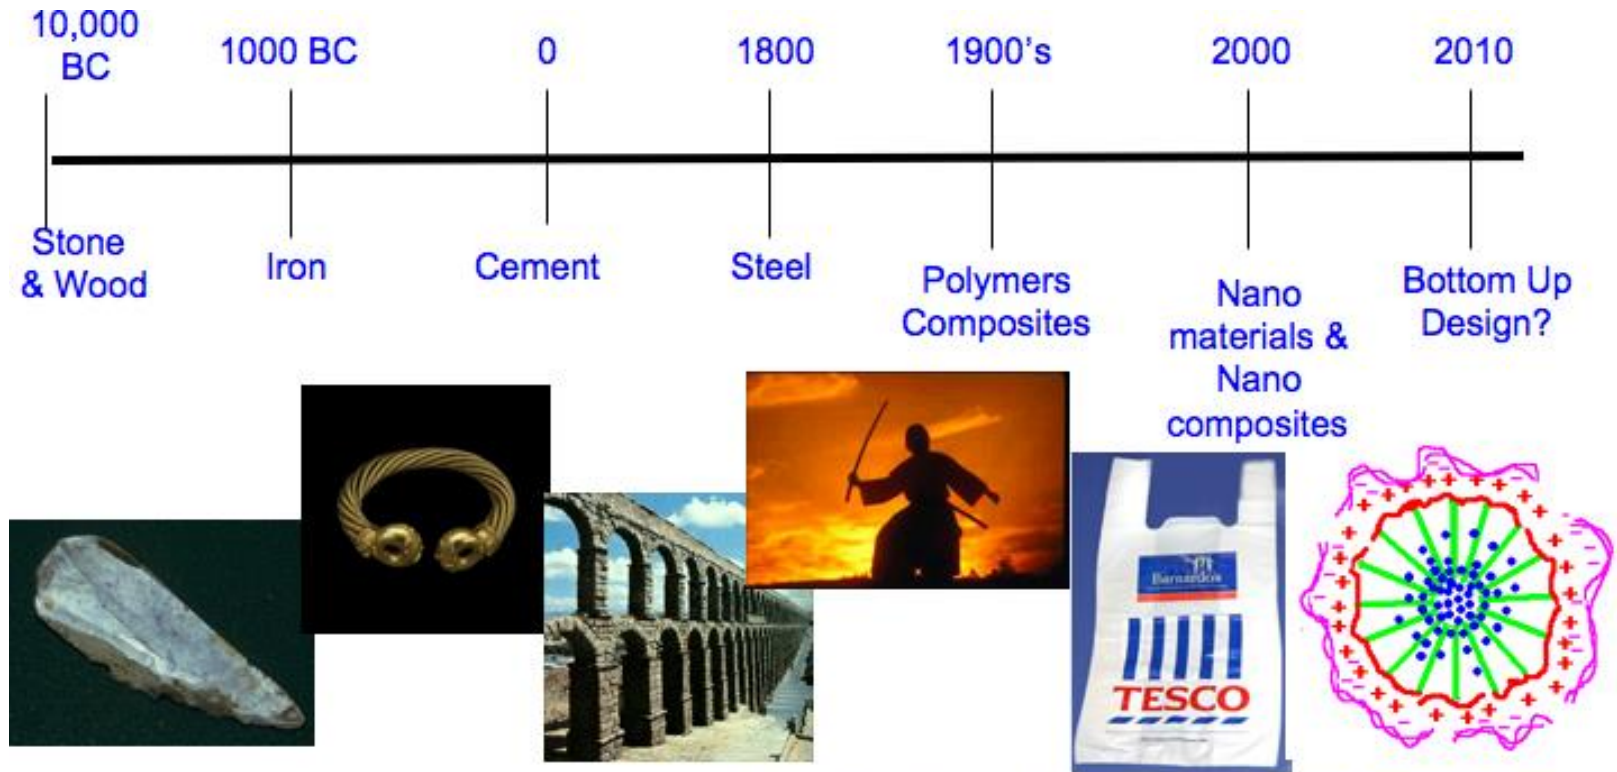 10,000
BC
1000 BC
0
1800
1900's
2000
2010
Stone
& Wood
Iron
Cement
Steel
Polymers
Composites
Nano
materials &
Nano
composites
Bottom Up
Design?
Barnardo's
TESCO